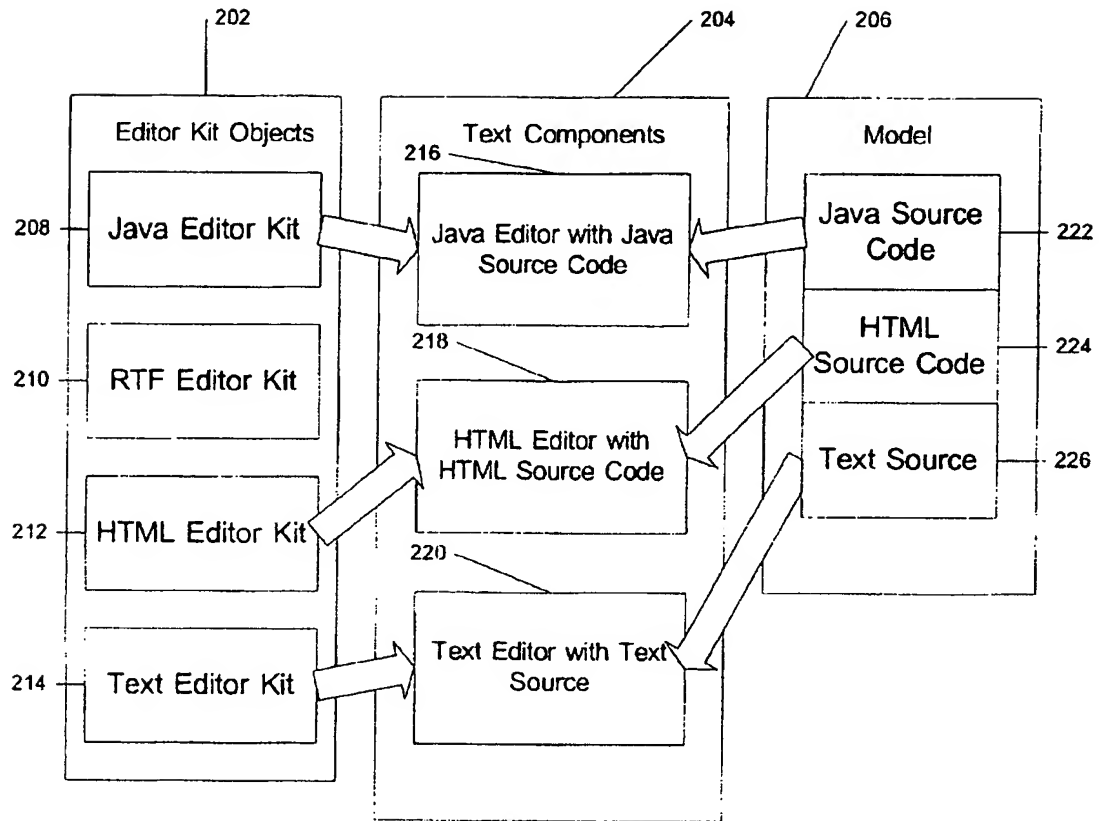 202
204
206
Editor Kit Objects
Text Components
Model
208
Java Editor Kit
210
RTF Editor Kit
212
HTML Editor Kit
214
Text Editor Kit
216
Java Editor with Java
Source Code
218
HTML Editor with
HTML Source Code
220
Text Editor with Text
Source
Java Source
Code
222
HTML
Source Code
224
Text Source
226